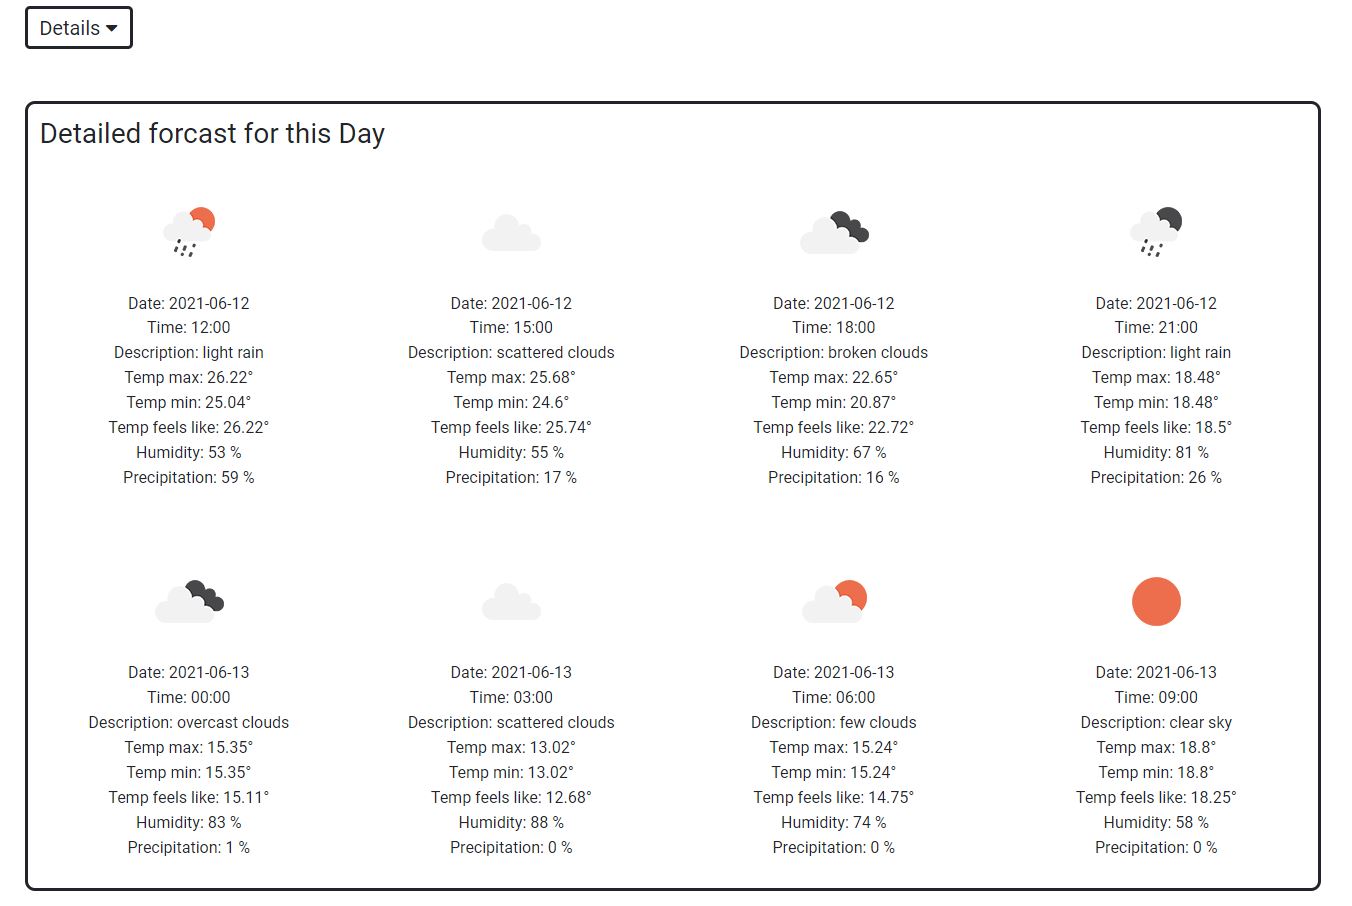 Details
Detailed forcast for this Day
Date: 2021-06-12
Time: 12:00
Description: light rain
Temp max: 26.22°
Temp min: 25.04°
Temp feels like: 26.22°
Humidity: 53 %
Precipitation: 59 %
Date: 2021-06-12
Time: 15:00
Description: scattered clouds
Temp max: 25.68°
Temp min: 24.6°
Temp feels like: 25.74°
Humidity: 55 %
Precipitation: 17 %
Date: 2021-06-12
Time: 18:00
Description: broken clouds
Temp max: 22.65°
Temp min: 20.87°
Temp feels like: 22.72°
Humidity: 67 %
Precipitation: 16 %
Date: 2021-06-12
Time: 21:00
Description: light rain
Temp max: 18.48°
Temp min: 18.48°
Temp feels like: 18.5°
Humidity: 81 %
Precipitation: 26 %
Date: 2021-06-13
Time: 00:00
Description: overcast clouds
Temp max: 15.35°
Temp min: 15.35°
Temp feels like: 15.11°
Humidity: 83 %
Precipitation: 1 %
Date: 2021-06-13
Time: 03:00
Description: scattered clouds
Temp max: 13.02°
Temp min: 13.02°
Temp feels like: 12.68°
Humidity: 88 %
Precipitation: 0 %
Date: 2021-06-13
Time: 06:00
Description: few clouds
Temp max: 15.24°
Temp min: 15.24°
Temp feels like: 14.75°
Humidity: 74 %
Precipitation: 0 %
Date: 2021-06-13
Time: 09:00
Description: clear sky
Temp max: 18.8°
Temp min: 18.8°
Temp feels like: 18.25°
Humidity: 58 %
Precipitation: 0 %